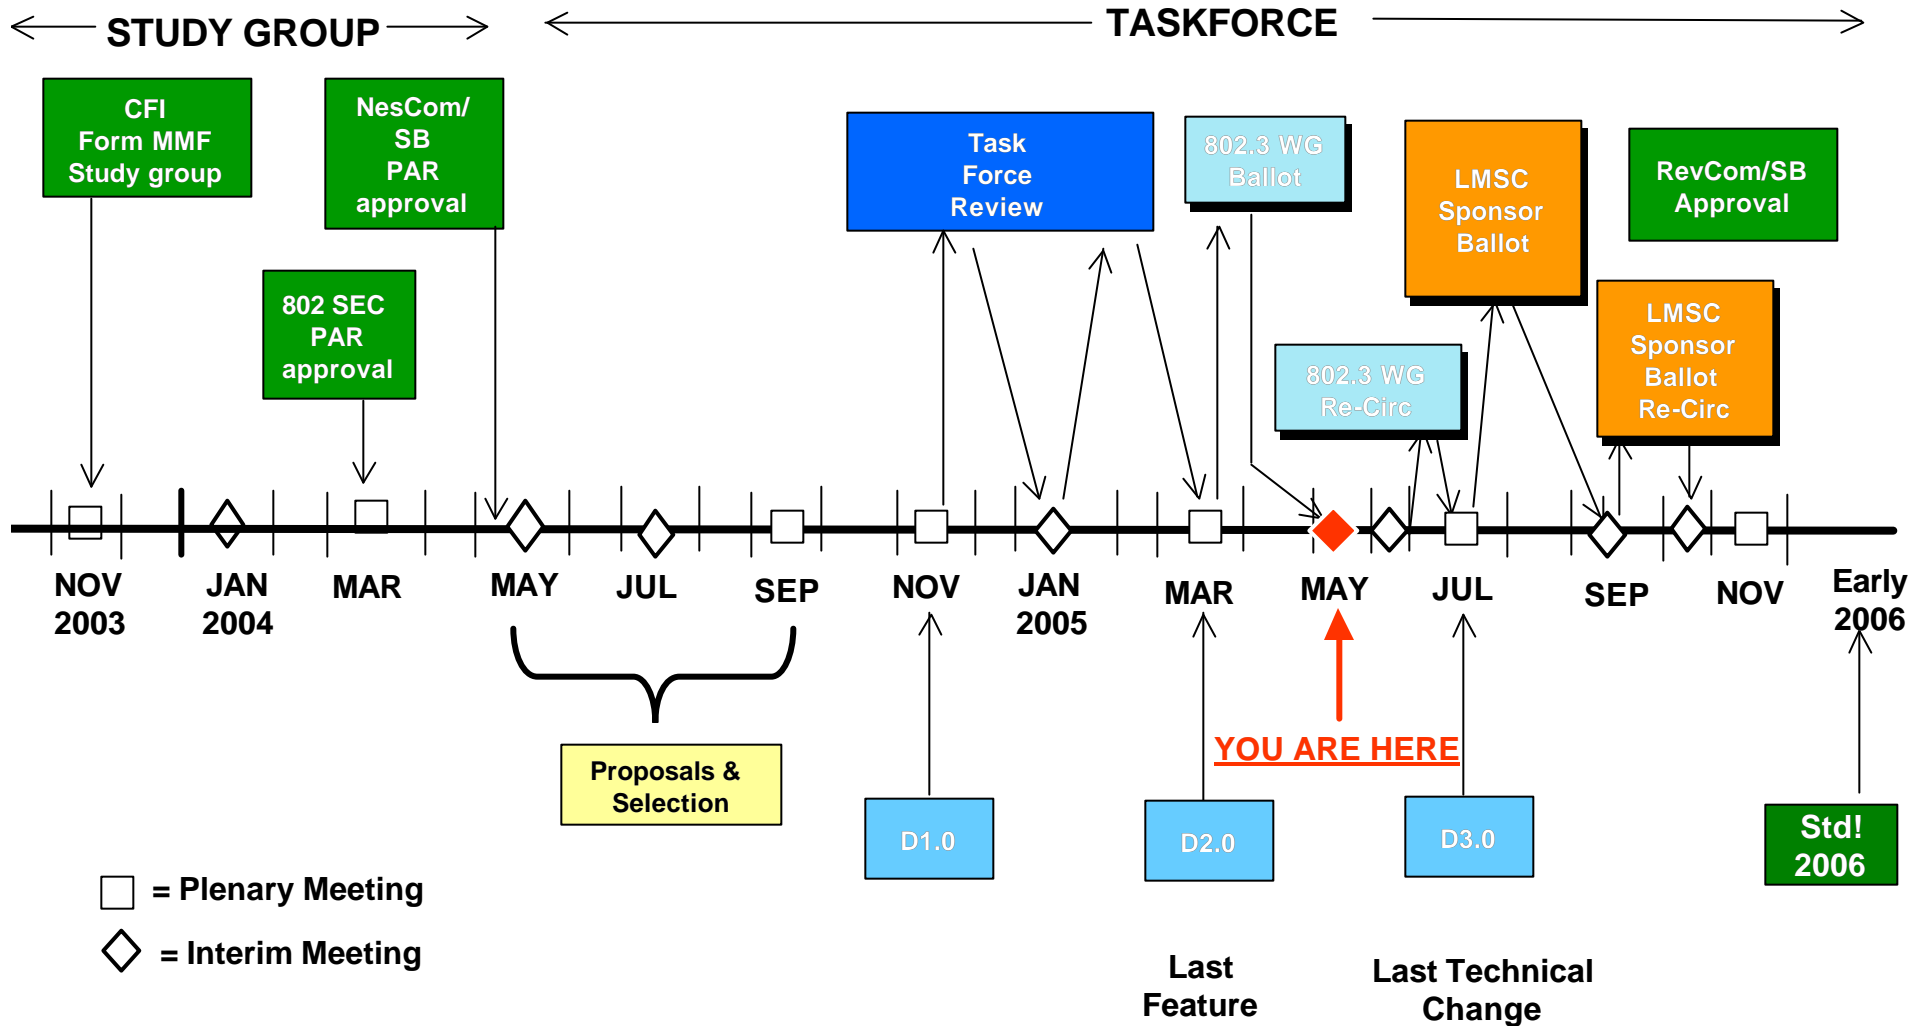 STUDY GROUP
TASKFORCE
CFI
Form MMF
Study group
NesCom/
SB
PAR
approval
802 SEC
PAR
approval
Task
Force
Review
802.3 WG
Ballot
802.3 WG
Re-Circ
LMSC
Sponsor
Ballot
LMSC
Sponsor
Ballot
Re-Circ
RevCom/SB
Approval
NOV
2003
JAN
2004
MAR
MAY
JUL
SEP
NOV
JAN
2005
MAR
MAY
JUL
SEP
NOV
Early
2006
YOU ARE HERE
Proposals &
Selection
D1.0
D2.0
D3.0
Std!
2006
= Plenary Meeting
= Interim Meeting
Last
Feature
Last Technical
Change